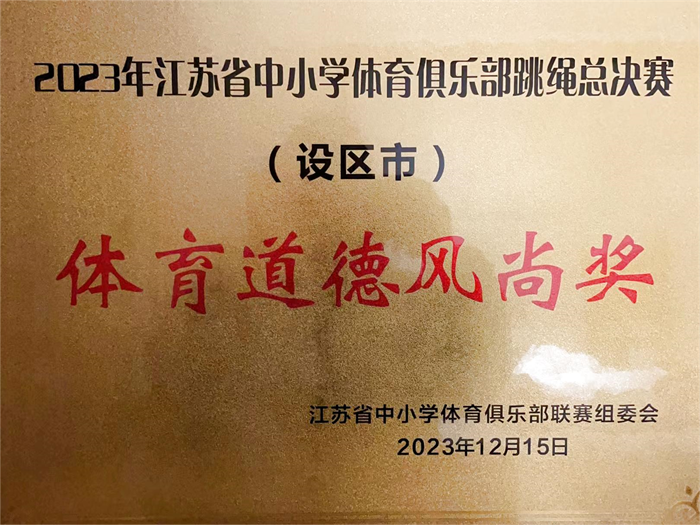 2023年江苏省中小学体育俱乐部跳绳总决赛
（设区市）
体育道德风尚奖
江苏省中小学体育俱乐部联赛组委会
2023年12月15日